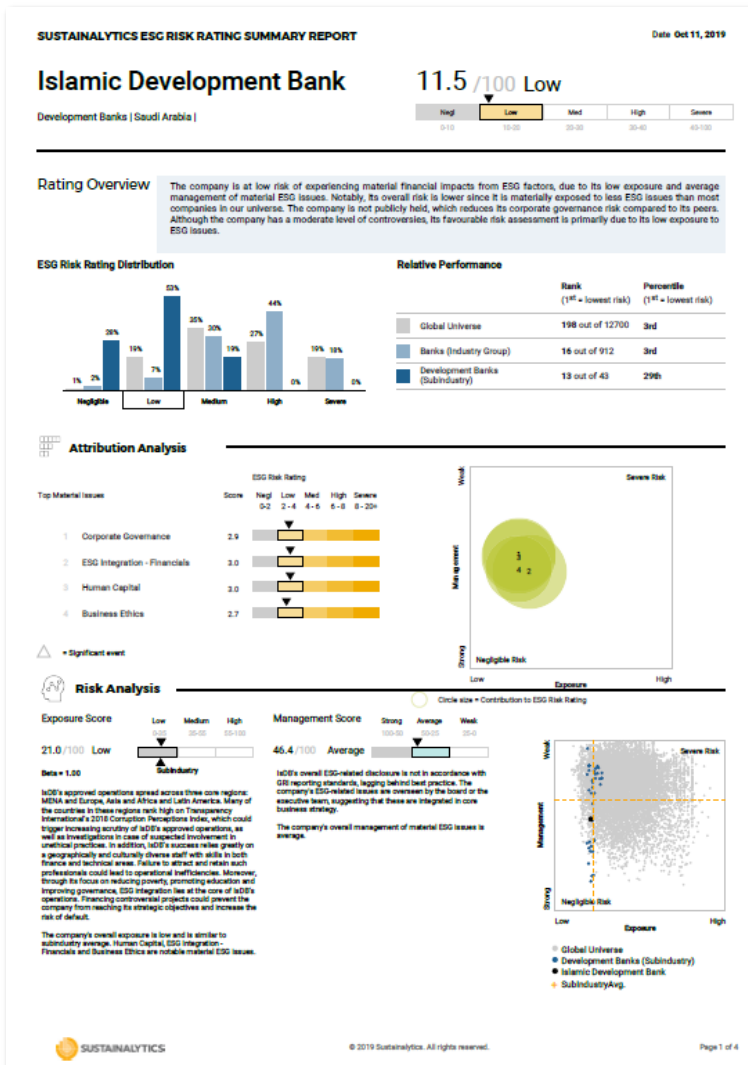 SUSTAINALYTICS ESG RISK RATING SUMMARY REPORT
Date Oct 11, 2019
Islamic Development Bank
11.5 /100 Low
Development Banks | Saudi Arabia |
Negl Low Med High Severe
0-10 10-20 20-30 30-40 40-100
Rating Overview
The company is at low risk of experiencing material financial impacts from ESG factors, due to its low exposure and average
management of material ESG issues. Notably, its overall risk is lower since it is materially exposed to less ESG issues than most
companies in our universe. The company is not publicly held, which reduces its corporate governance risk compared to its peers.
Although the company has a moderate level of controversies, its favourable risk assessment is primarily due to its low exposure to
ESG issues.
ESG Risk Rating Distribution
1% 2% 28%
19% 7% 53%
35% 30% 19%
27% 44% 0%
19% 18% 0%
Negligible Low Medium High Severe
Relative Performance
Rank Percentile
(1st = lowest risk) (1st = lowest risk)
Global Universe 198 out of 12700 3rd
Banks (Industry Group) 16 out of 912 3rd
Development Banks
(Subindustry) 13 out of 43 29th
Attribution Analysis
ESG Risk Rating
Top Material Issues Score Negl Low Med High Severe
0-2 2 - 4 4 - 6 6 - 8 8 - 20+
1 Corporate Governance 2.9
2 ESG Integration - Financials 3.0
3 Human Capital 3.0
4 Business Ethics 2.7
= Significant event
Weak
Management
Strong
Severe Risk
3
4 2
Negligible Risk
Low Exposure High
Circle size = Contribution to ESG Risk Rating
Risk Analysis
Exposure Score
Low Medium High
0-35 35-55 55-100
21.0 /100 Low
Subindustry
Beta = 1.00
IsDB's approved operations spread across three core regions:
MENA and Europe, Asia and Africa and Latin America. Many of
the countries in these regions rank high on Transparency
International's 2018 Corruption Perceptions Index, which could
trigger increasing scrutiny of IsDB's approved operations, as
well as investigations in case of suspected involvement in
unethical practices. In addition, IsDB's success relies greatly on
a geographically and culturally diverse staff with skills in both
finance and technical areas. Failure to attract and retain such
professionals could lead to operational inefficiencies. Moreover,
through its focus on reducing poverty, promoting education and
improving governance, ESG integration lies at the core of IsDB's
operations. Financing controversial projects could prevent the
company from reaching its strategic objectives and increase the
risk of default.
The company's overall exposure is low and is similar to
subindustry average. Human Capital, ESG Integration -
Financials and Business Ethics are notable material ESG issues.
Management Score
Strong Average Weak
100-50 50-25 25-0
46.4 /100 Average
IsDB's overall ESG-related disclosure is not in accordance with
GRI reporting standards, lagging behind best practice. The
company's ESG-related issues are overseen by the board or the
executive team, suggesting that these are integrated in core
business strategy.
The company's overall management of material ESG issues is
average.
Weak
Management
Strong
Severe Risk
Negligible Risk
Low Exposure High
Global Universe
Development Banks (Subindustry)
Islamic Development Bank
SubIndustryAvg.
SUSTAINALYTICS
© 2019 Sustainalytics. All rights reserved.
Page 1 of 4